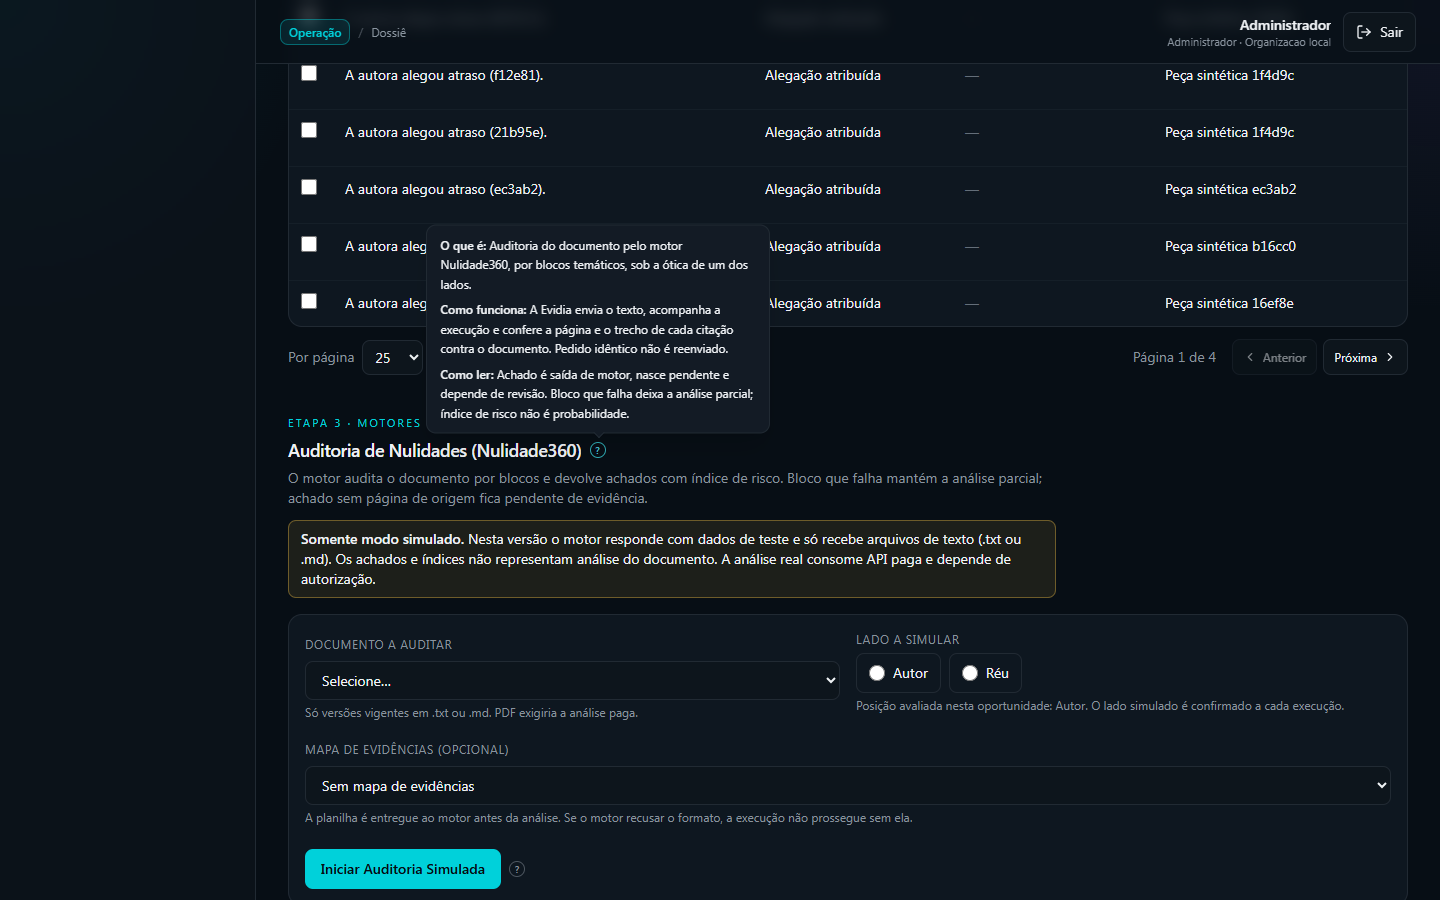 Operação / Dossiê
Administrador
Administrador · Organizacao local
Sair
A autora alegou atraso (f12e81). Alegação atribuída — Peça sintética 1f4d9c
A autora alegou atraso (21b95e). Alegação atribuída — Peça sintética 1f4d9c
A autora alegou atraso (ec3ab2). Alegação atribuída — Peça sintética ec3ab2
A autora aleg Alegação atribuída — Peça sintética b16cc0
A autora aleg Alegação atribuída — Peça sintética 16ef8e
O que é: Auditoria do documento pelo motor
Nulidade360, por blocos temáticos, sob a ótica de um dos
lados.
Como funciona: A Evidia envia o texto, acompanha a
execução e confere a página e o trecho de cada citação
contra o documento. Pedido idêntico não é reenviado.
Como ler: Achado é saída de motor, nasce pendente e
depende de revisão. Bloco que falha deixa a análise parcial;
índice de risco não é probabilidade.
Por página 25 Página 1 de 4 Anterior Próxima
ETAPA 3 · MOTORES
Auditoria de Nulidades (Nulidade360) ?
O motor audita o documento por blocos e devolve achados com índice de risco. Bloco que falha mantém a análise parcial;
achado sem página de origem fica pendente de evidência.
Somente modo simulado. Nesta versão o motor responde com dados de teste e só recebe arquivos de texto (.txt ou
.md). Os achados e índices não representam análise do documento. A análise real consome API paga e depende de
autorização.
DOCUMENTO A AUDITAR
Selecione...
Só versões vigentes em .txt ou .md. PDF exigiria a análise paga.
LADO A SIMULAR
Autor Réu
Posição avaliada nesta oportunidade: Autor. O lado simulado é confirmado a cada execução.
MAPA DE EVIDÊNCIAS (OPCIONAL)
Sem mapa de evidências
A planilha é entregue ao motor antes da análise. Se o motor recusar o formato, a execução não prossegue sem ela.
Iniciar Auditoria Simulada ?